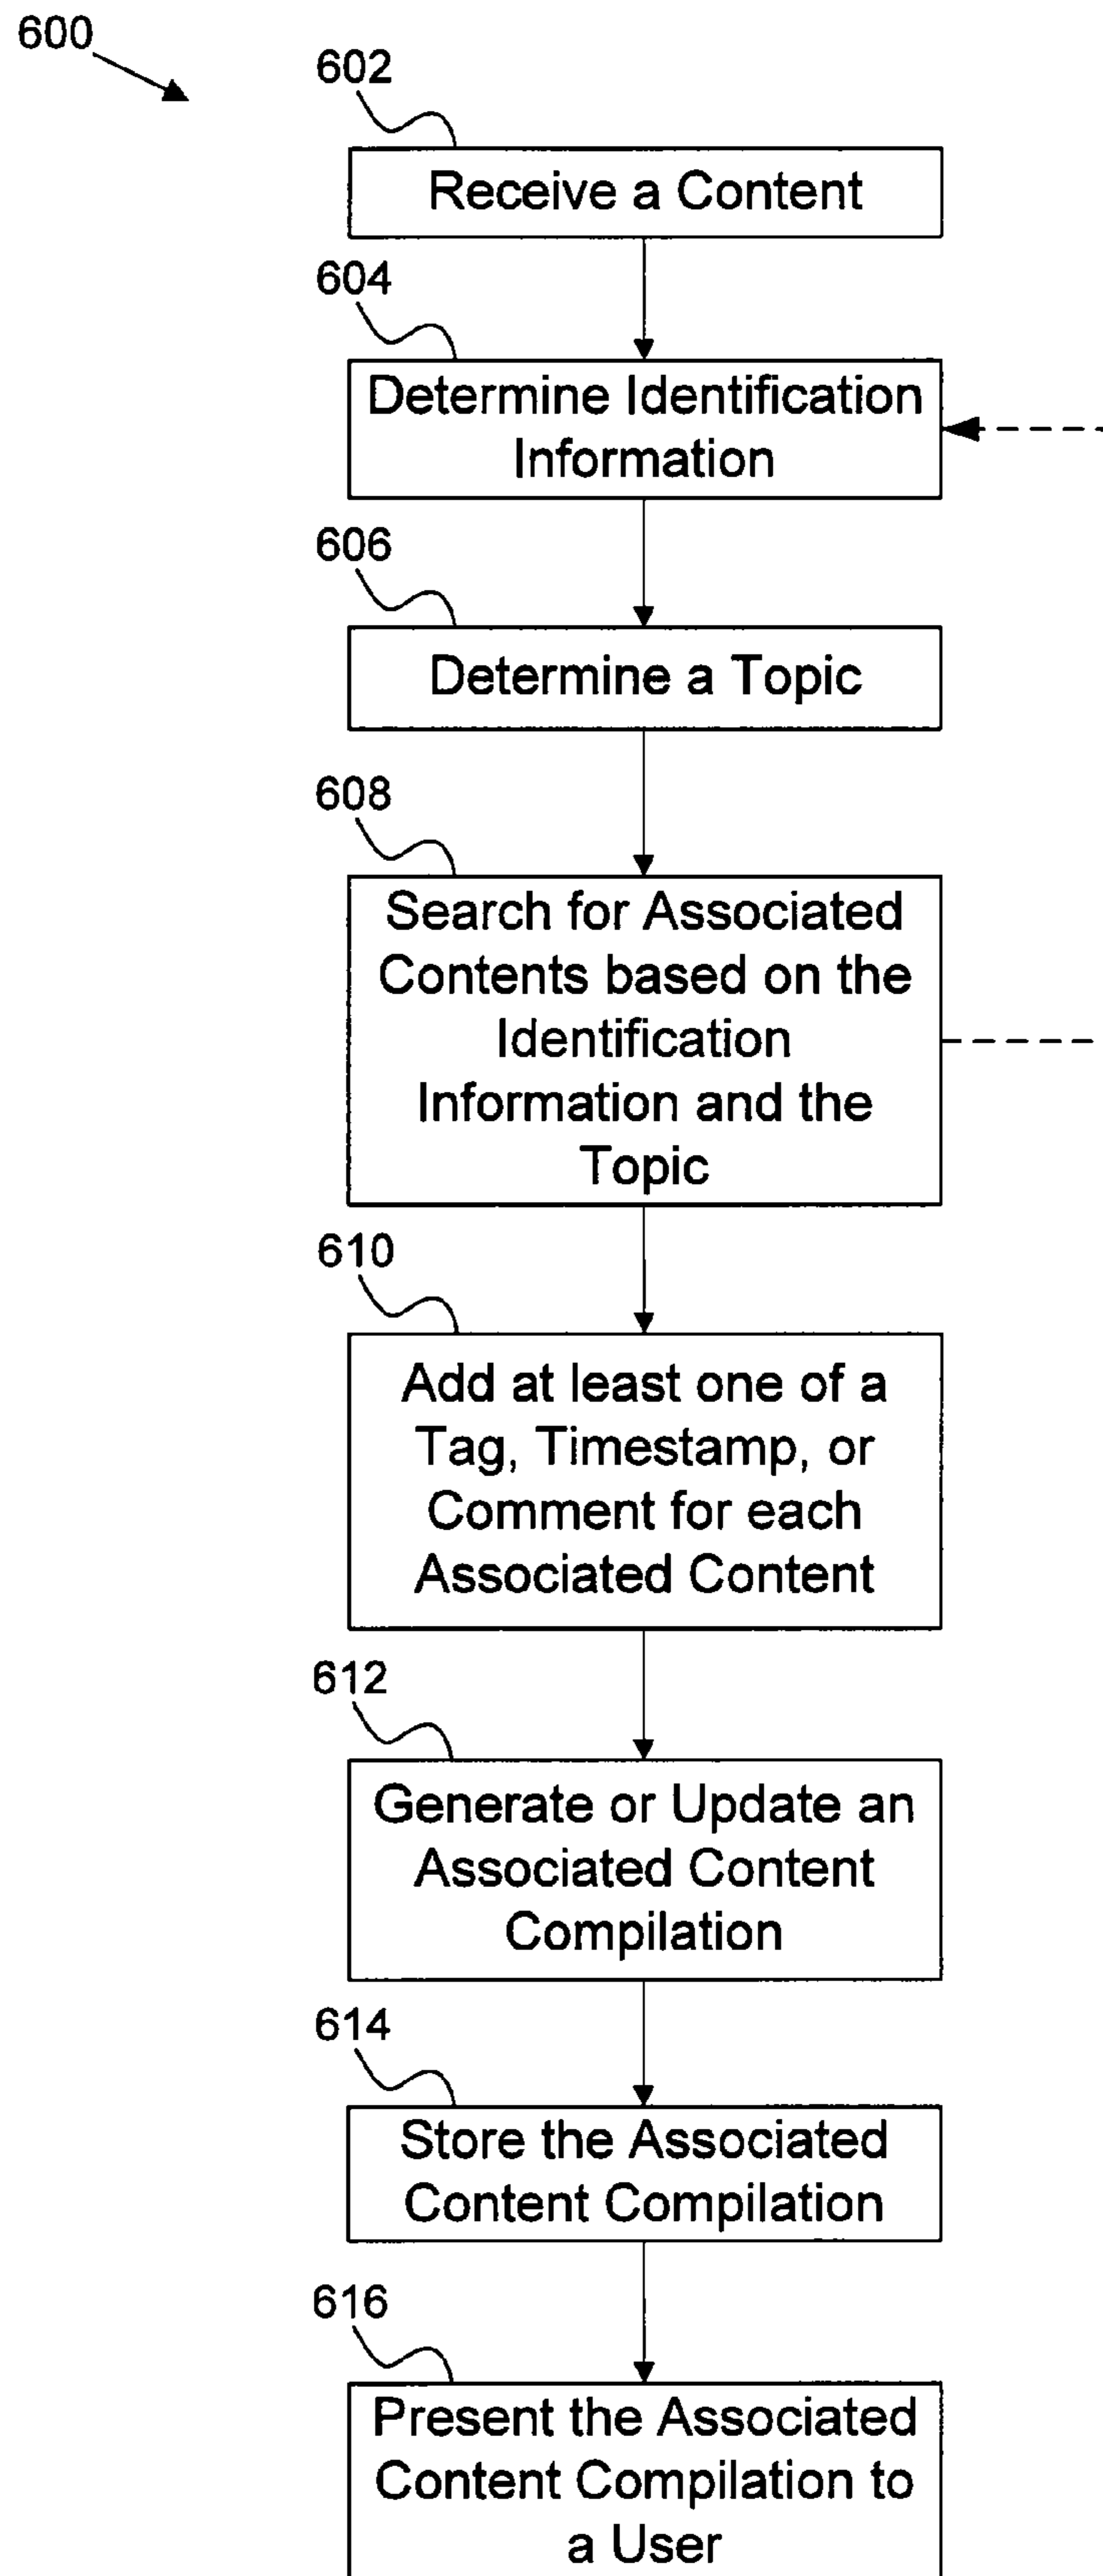 600
602
Receive a Content
604
Determine Identification
Information
606
Determine a Topic
608
Search for Associated
Contents based on the
Identification
Information and the
Topic
610
Add at least one of a
Tag, Timestamp, or
Comment for each
Associated Content
612
Generate or Update an
Associated Content
Compilation
614
Store the Associated
Content Compilation
616
Present the Associated
Content Compilation to
a User